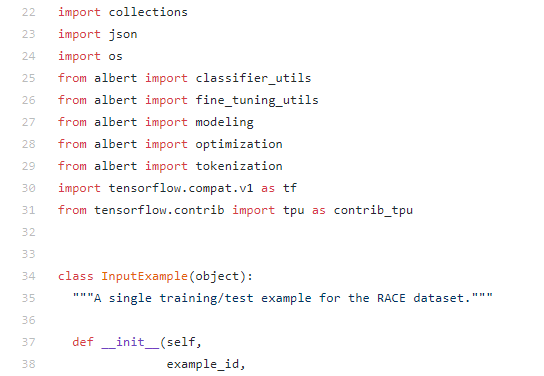 22 import collections
23 import json
24 import os
25 from albert import classifier_utils
26 from albert import fine_tuning_utils
27 from albert import modeling
28 from albert import optimization
29 from albert import tokenization
30 import tensorflow.compat.v1 as tf
31 from tensorflow.contrib import tpu as contrib_tpu
32
33
34 class InputExample(object):
35   """A single training/test example for the RACE dataset."""
36
37   def __init__(self,
38                example_id,